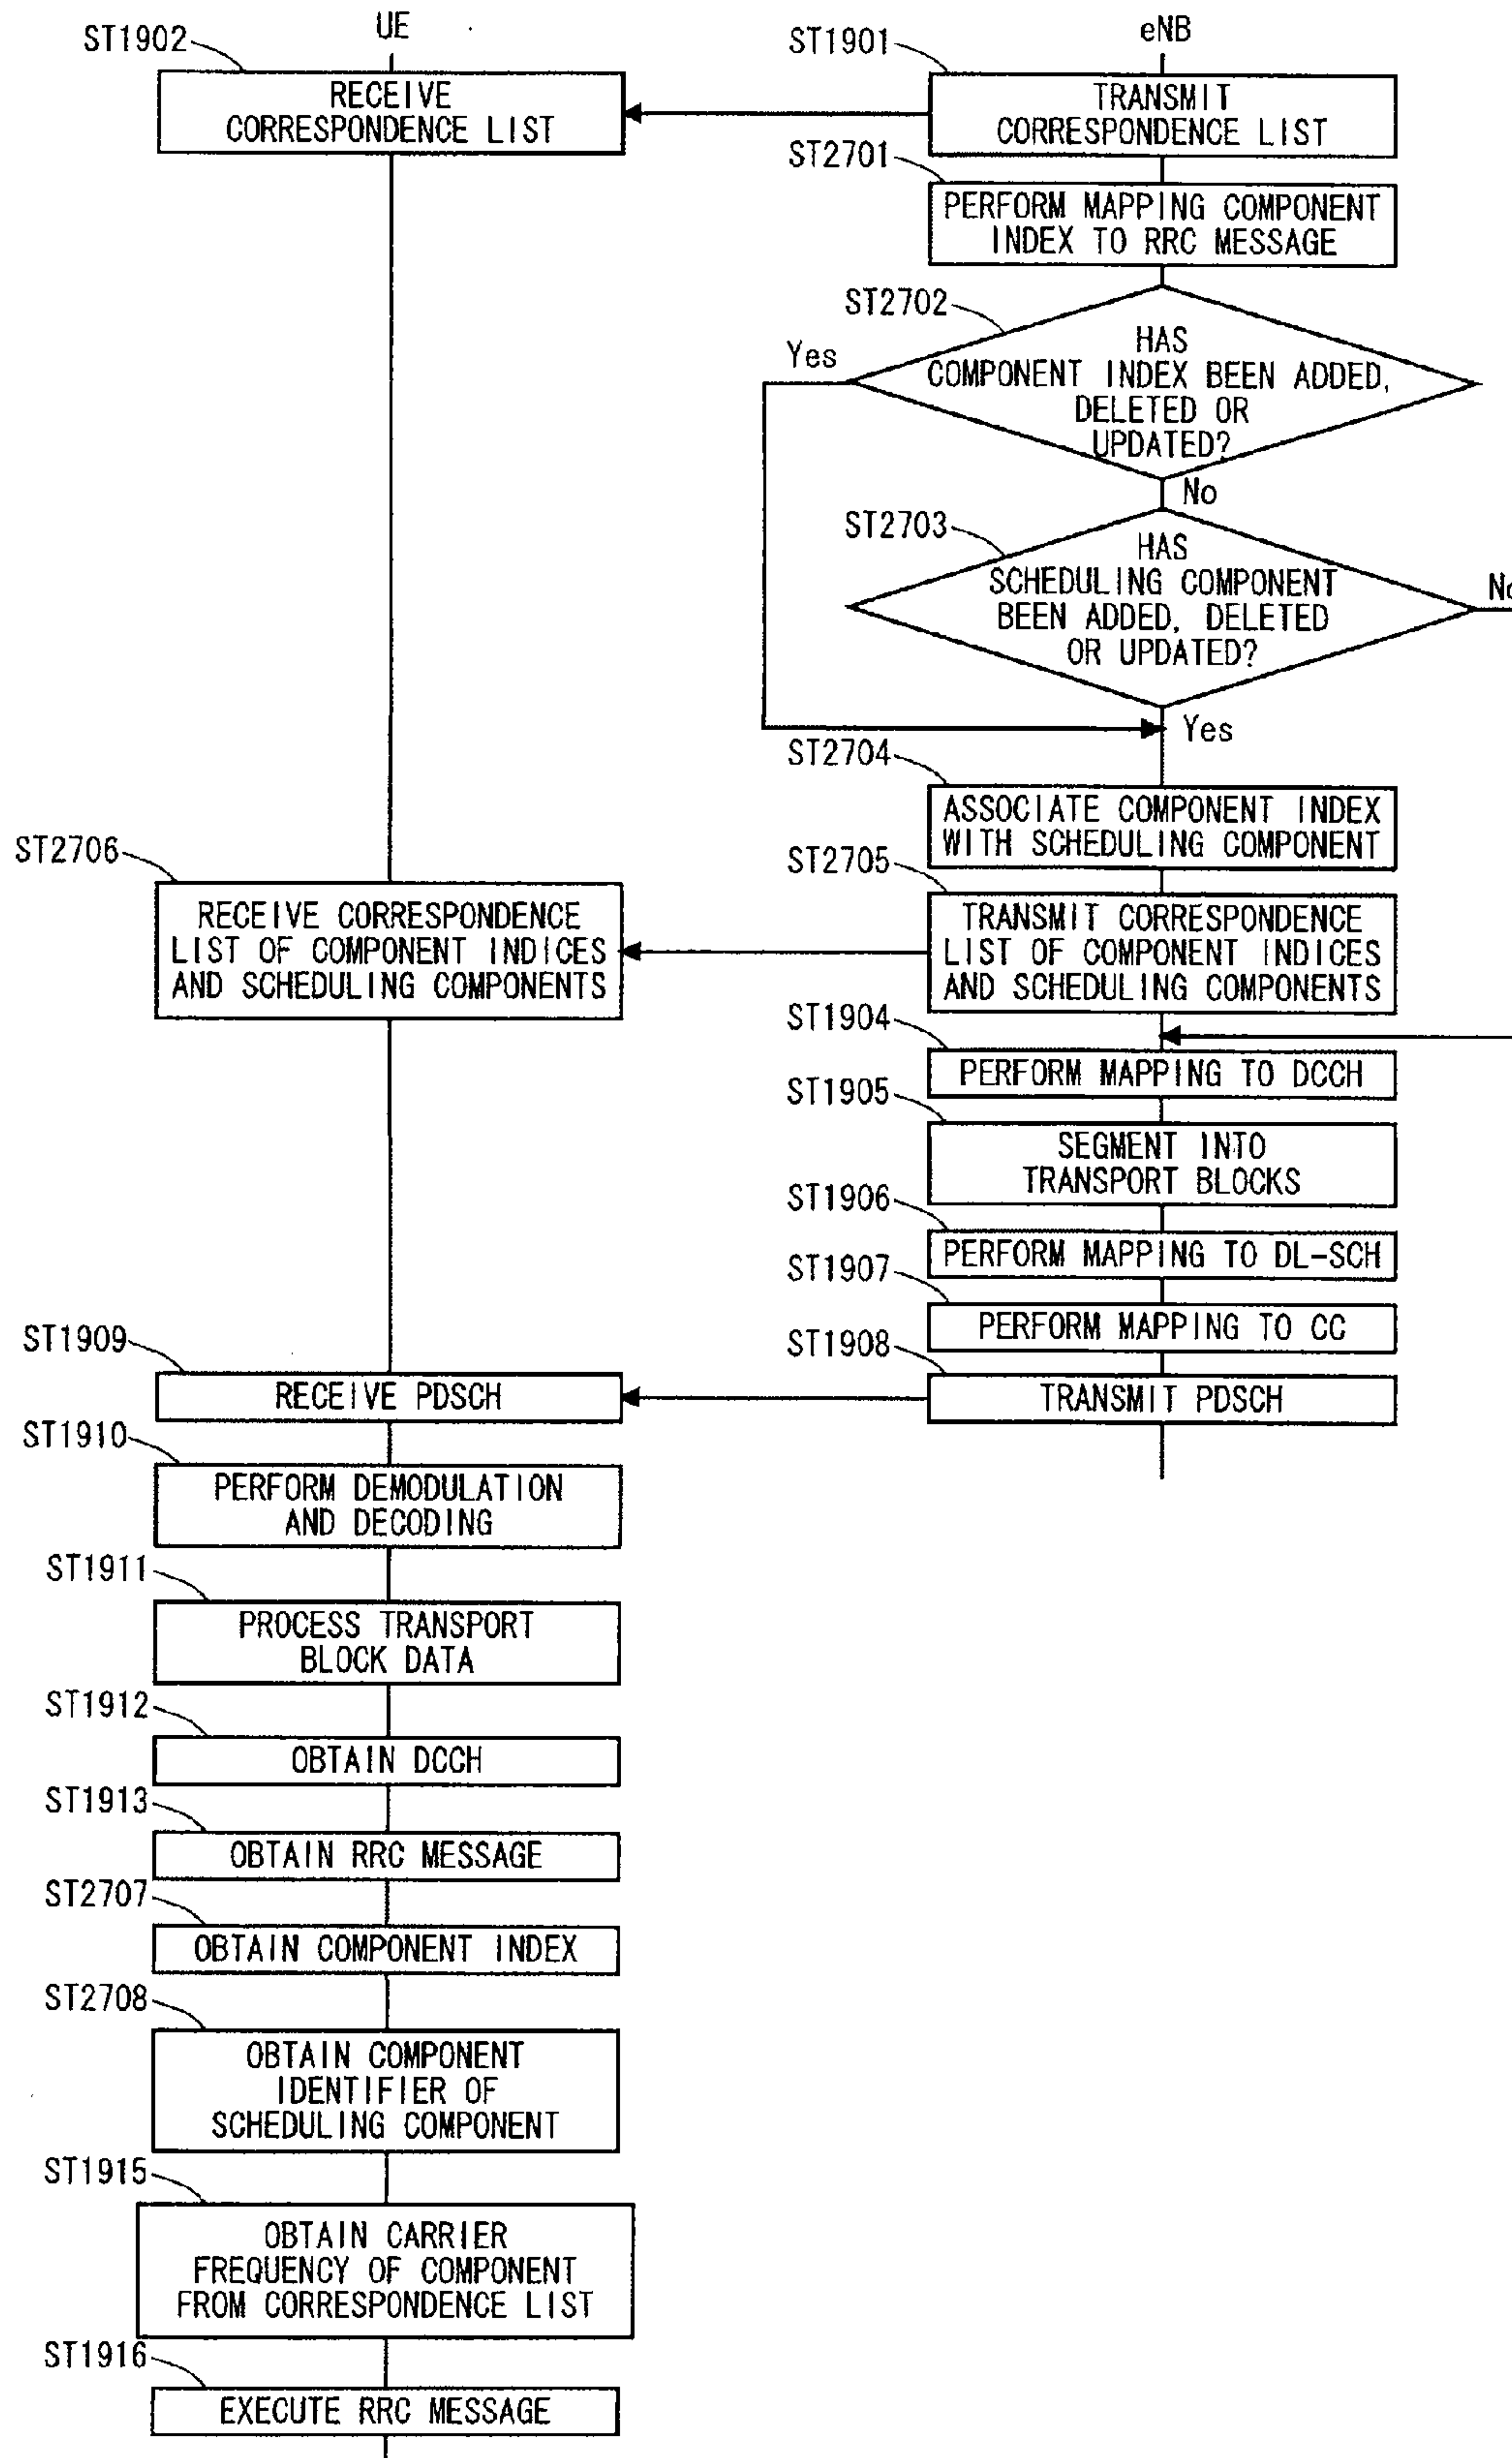 UE
eNB
ST1902
RECEIVE
CORRESPONDENCE LIST
ST1901
TRANSMIT
CORRESPONDENCE LIST
ST2701
PERFORM MAPPING COMPONENT
INDEX TO RRC MESSAGE
ST2702
HAS
COMPONENT INDEX BEEN ADDED,
DELETED OR
UPDATED?
Yes
No
ST2703
HAS
SCHEDULING COMPONENT
BEEN ADDED, DELETED
OR UPDATED?
No
Yes
ST2704
ASSOCIATE COMPONENT INDEX
WITH SCHEDULING COMPONENT
ST2705
TRANSMIT CORRESPONDENCE
LIST OF COMPONENT INDICES
AND SCHEDULING COMPONENTS
ST2706
RECEIVE CORRESPONDENCE
LIST OF COMPONENT INDICES
AND SCHEDULING COMPONENTS
ST1904
PERFORM MAPPING TO DCCH
ST1905
SEGMENT INTO
TRANSPORT BLOCKS
ST1906
PERFORM MAPPING TO DL-SCH
ST1907
PERFORM MAPPING TO CC
ST1908
TRANSMIT PDSCH
ST1909
RECEIVE PDSCH
ST1910
PERFORM DEMODULATION
AND DECODING
ST1911
PROCESS TRANSPORT
BLOCK DATA
ST1912
OBTAIN DCCH
ST1913
OBTAIN RRC MESSAGE
ST2707
OBTAIN COMPONENT INDEX
ST2708
OBTAIN COMPONENT
IDENTIFIER OF
SCHEDULING COMPONENT
ST1915
OBTAIN CARRIER
FREQUENCY OF COMPONENT
FROM CORRESPONDENCE LIST
ST1916
EXECUTE RRC MESSAGE